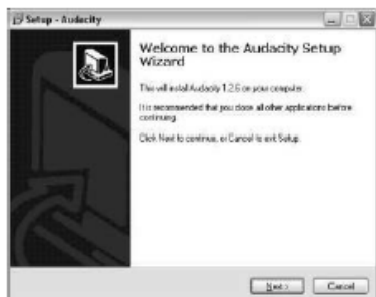 Setup - Audacity
Welcome to the Audacity Setup
Wizard
This will install Audacity 1.2.6 on your computer.
It is recommended that you close all other applications before
continuing.
Click Next to continue, or Cancel to exit Setup.
Next >
Cancel